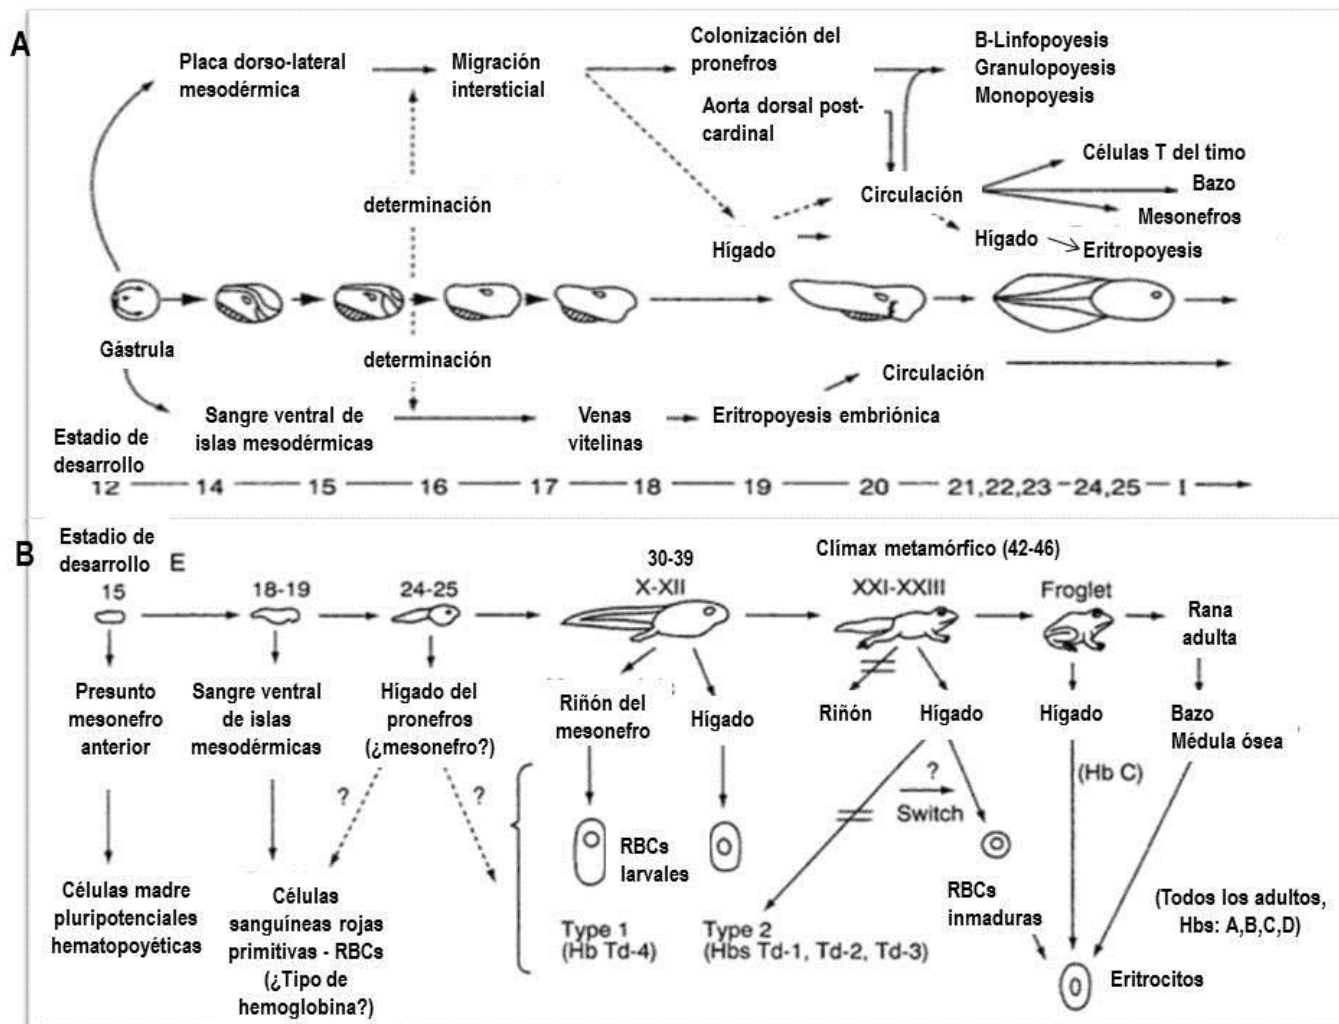 A
Placa dorso-lateral
mesodérmica
Migración
intersticial
Colonización del
pronefros
B-Linfopoyesis
Granulopoyesis
Monopoyesis
Aorta dorsal post-
cardinal
Células T del timo
Bazo
Mesonefros
determinación
Circulación
Hígado
Hígado
Eritropoyesis
Gástrula
determinación
Circulación
Sangre ventral de
islas mesodérmicas
Venas
vitelinas
Eritropoyesis embriónica
Estadio de
desarrollo
12 14 15 16 17 18 19 20 21,22,23 24,25 I
B
Estadio de
desarrollo
E
15
18-19
24-25
30-39
X-XII
Clímax metamórfico (42-46)
XXI-XXIII
Froglet
Rana
adulta
Presunto
mesonefro
anterior
Sangre ventral
de islas
mesodérmicas
Hígado del
pronefros
(¿mesonefro?)
Riñón del
mesonefro
Hígado
Riñón
Hígado
Hígado
Bazo
Médula ósea
?
?
?
Switch
(Hb C)
RBCs
larvales
Células madre
pluripotenciales
hematopoyéticas
Células
sanguíneas rojas
primitivas - RBCs
(¿Tipo de
hemoglobina?)
Type 1
(Hb Td-4)
Type 2
(Hbs Td-1, Td-2, Td-3)
RBCs
inmaduras
(Todos los adultos,
Hbs: A,B,C,D)
Eritrocitos